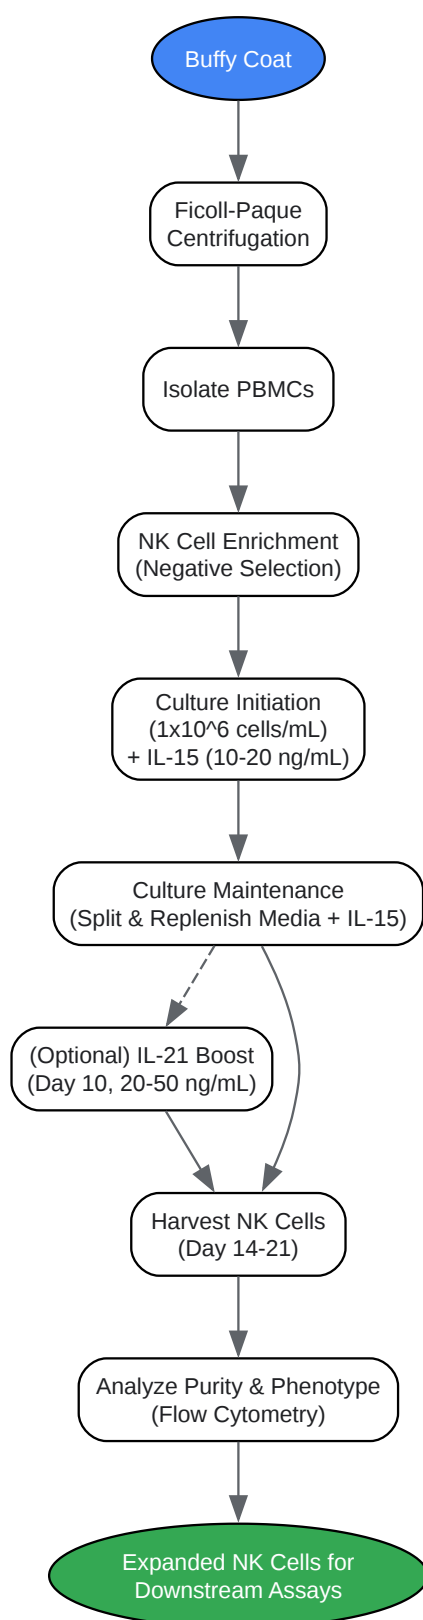 Buffy Coat
Ficoll-Paque
Centrifugation
Isolate PBMCs
NK Cell Enrichment
(Negative Selection)
Culture Initiation
(1x10^6 cells/mL)
+ IL-15 (10-20 ng/mL)
Culture Maintenance
(Split & Replenish Media + IL-15)
(Optional) IL-21 Boost
(Day 10, 20-50 ng/mL)
Harvest NK Cells
(Day 14-21)
Analyze Purity & Phenotype
(Flow Cytometry)
Expanded NK Cells for
Downstream Assays